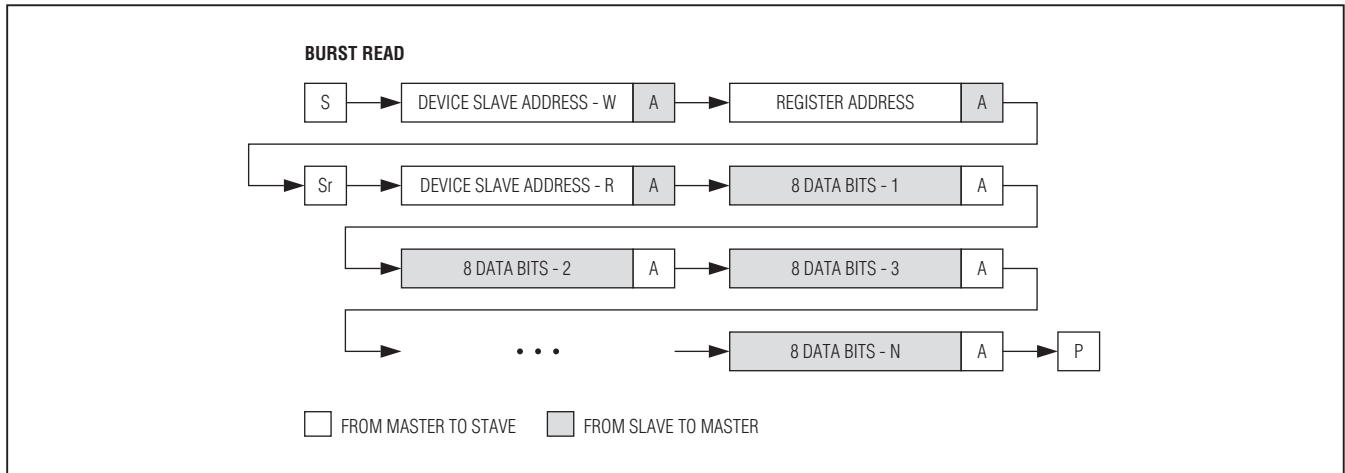 BURST READ
S DEVICE SLAVE ADDRESS - W A REGISTER ADDRESS A
Sr DEVICE SLAVE ADDRESS - R A 8 DATA BITS - 1 A
8 DATA BITS - 2 A 8 DATA BITS - 3 A
• • • 8 DATA BITS - N A P
FROM MASTER TO STAVE FROM SLAVE TO MASTER